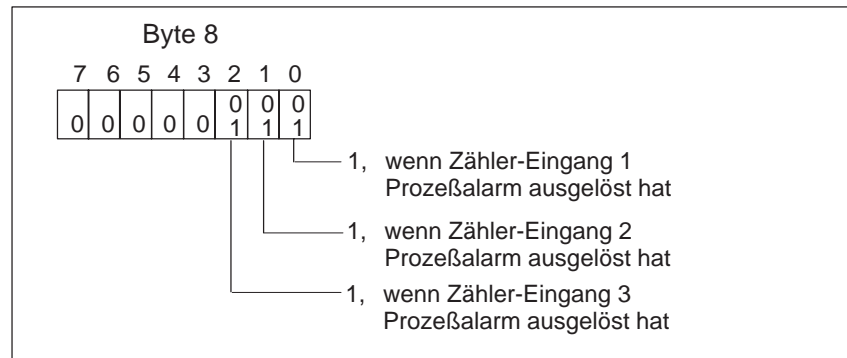 Byte 8
7 6 5 4 3 2 1 0
0 0 0
0 0 0 0 0 1 1 1
1, wenn Zähler-Eingang 1
Prozeßalarm ausgelöst hat
1, wenn Zähler-Eingang 2
Prozeßalarm ausgelöst hat
1, wenn Zähler-Eingang 3
Prozeßalarm ausgelöst hat